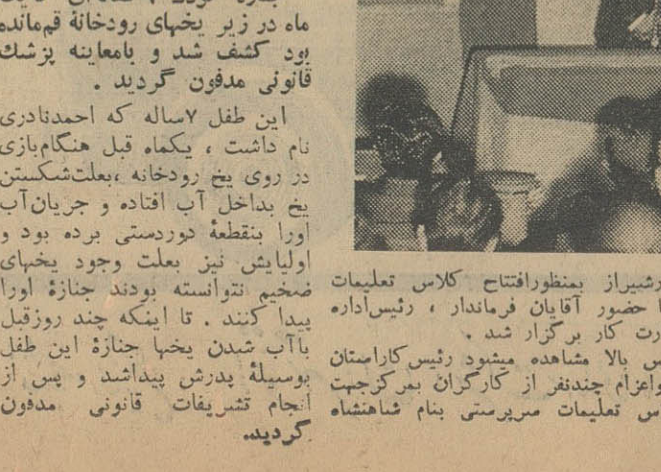 ماه در زیر یخهای رودخانهٔ قم‌مانده
بود کشف شد و بامعاینه پزشك
قانونی مدفون گردید .
این طفل ۷ساله که احمدنادری
نام داشت ، یکماه قبل هنگام‌بازی
در روی یخ رودخانه ،بعلت‌شکستن
یخ بداخل آب افتاده و جریان‌آب
اورا بنقطهٔ دوردستی برده بود و
اولیایش نیز بعلت وجود یخهای
ضخیم نتوانسته بودند جنازهٔ اورا
پیدا کنند . تا اینکه چند روزقبل
باآب شدن یخها جنازهٔ این طفل
بوسیلهٔ پدرش پیداشد و پس از
انجام تشریفات قانونی مدفون
گردید.
رشیراز بمنظورافتتاح کلاس تعلیمات
ا حضور آقایان فرماندار ، رئیس‌اداره
رت کار برگزار شد .
س بالا مشاهده میشود رئیس‌کاراستان
واعزام چندنفر از کارگران بمرکزجهت
س تعلیمات سرپرستی بنام شاهنشاه